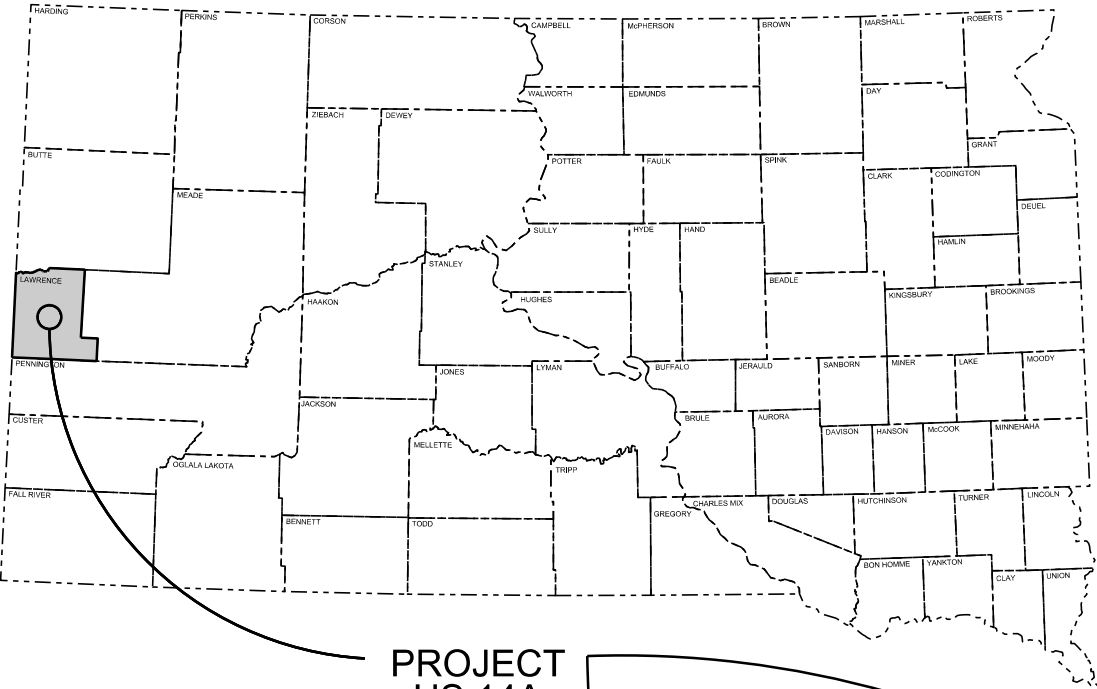 HARDING
PERKINS
CORSON
CAMPBELL
McPHERSON
BROWN
MARSHALL
ROBERTS
WALWORTH
EDMUNDS
DAY
ZIEBACH
DEWEY
GRANT
BUTTE
POTTER
FAULK
SPINK
CLARK
CODINGTON
MEADE
DEUEL
SULLY
HYDE
HAND
HAMLIN
STANLEY
LAWRENCE
BEADLE
HAAKON
HUGHES
KINGSBURY
BROOKINGS
PENNINGTON
JONES
LYMAN
BUFFALO
JERAULD
SANBORN
MINER
LAKE
MOODY
JACKSON
CUSTER
BRULE
AURORA
DAVISON
HANSON
McCOOK
MINNEHAHA
MELLETTE
OGLALA LAKOTA
TRIPP
FALL RIVER
GREGORY
CHARLES MIX
DOUGLAS
HUTCHINSON
TURNER
LINCOLN
BENNETT
TODD
BON HOMME
YANKTON
CLAY
UNION
PROJECT
US 14A